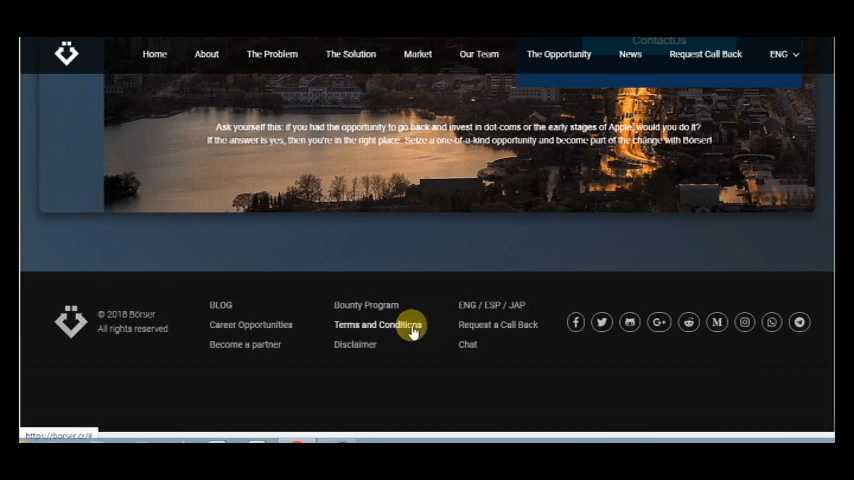 ContactUs
Home About The Problem The Solution Market Our Team The Opportunity News Request Call Back ENG
Ask yourself this: if you had the opportunity to go back and invest in dot-coms or the early stages of Apple, would you do it?
If the answer is yes, then you're in the right place. Seize a one-of-a-kind opportunity and become part of the change with Börser!
BLOG Bounty Program ENG / ESP / JAP
© 2018 Börser
Career Opportunities Terms and Conditions Request a Call Back
All rights reserved
Become a partner Disclaimer Chat
https://borser.cr/#